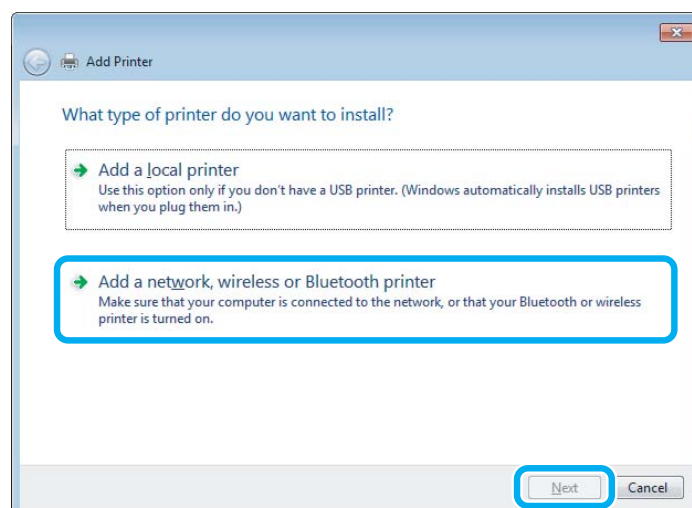 Add Printer
What type of printer do you want to install?
Add a local printer
Use this option only if you don't have a USB printer. (Windows automatically installs USB printers
when you plug them in.)
Add a network, wireless or Bluetooth printer
Make sure that your computer is connected to the network, or that your Bluetooth or wireless
printer is turned on.
Next Cancel